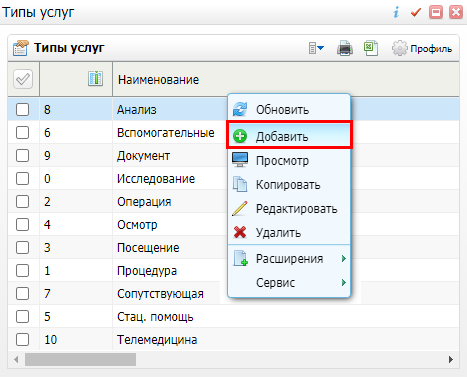 Типы услуг
Типы услуг
Профиль
Наименование
8 Анализ
6 Вспомогательные
9 Документ
0 Исследование
2 Операция
4 Осмотр
3 Посещение
1 Процедура
7 Сопутствующая
5 Стац. помощь
10 Телемедицина
Обновить
Добавить
Просмотр
Копировать
Редактировать
Удалить
Расширения
Сервис